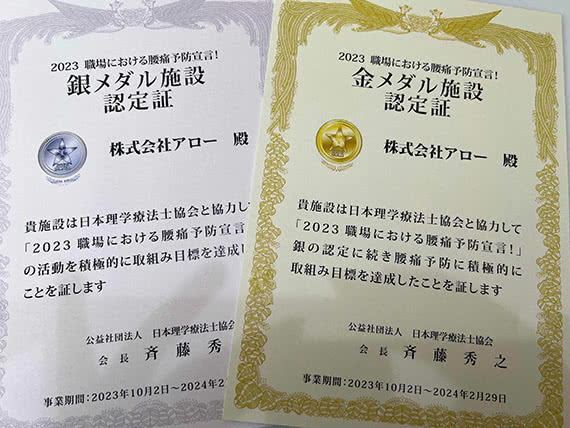 2023 職場における腰痛予防宣言!
銀メダル施設
認定証
株式会社アロー 殿
貴施設は日本理学療法士協会と協力して
「2023 職場における腰痛予防宣言!
の活動を積極的に取組み目標を達成し
ことを証します
公益社団法人 日本理学療法士協会
会長 斉藤秀
事業期間:2023年10月2日～2024年2
2023 職場における腰痛予防宣言!
金メダル施設
認定証
株式会社アロー 殿
貴施設は日本理学療法士協会と協力して
「2023 職場における腰痛予防宣言!」
銀の認定に続き腰痛予防に積極的に
取組み目標を達成したことを証します
公益社団法人 日本理学療法士協会
会長 斉藤秀之
事業期間:2023年10月2日～2024年2月29日